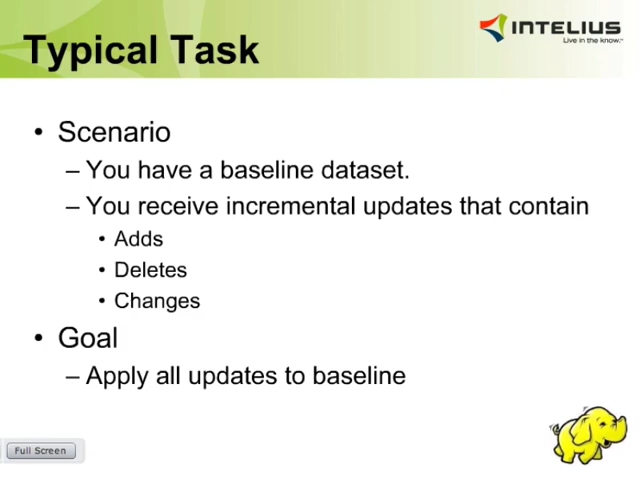 Typical Task
INTELIUS
Live in the know.™
• Scenario
– You have a baseline dataset.
– You receive incremental updates that contain
• Adds
• Deletes
• Changes
• Goal
– Apply all updates to baseline
Full Screen